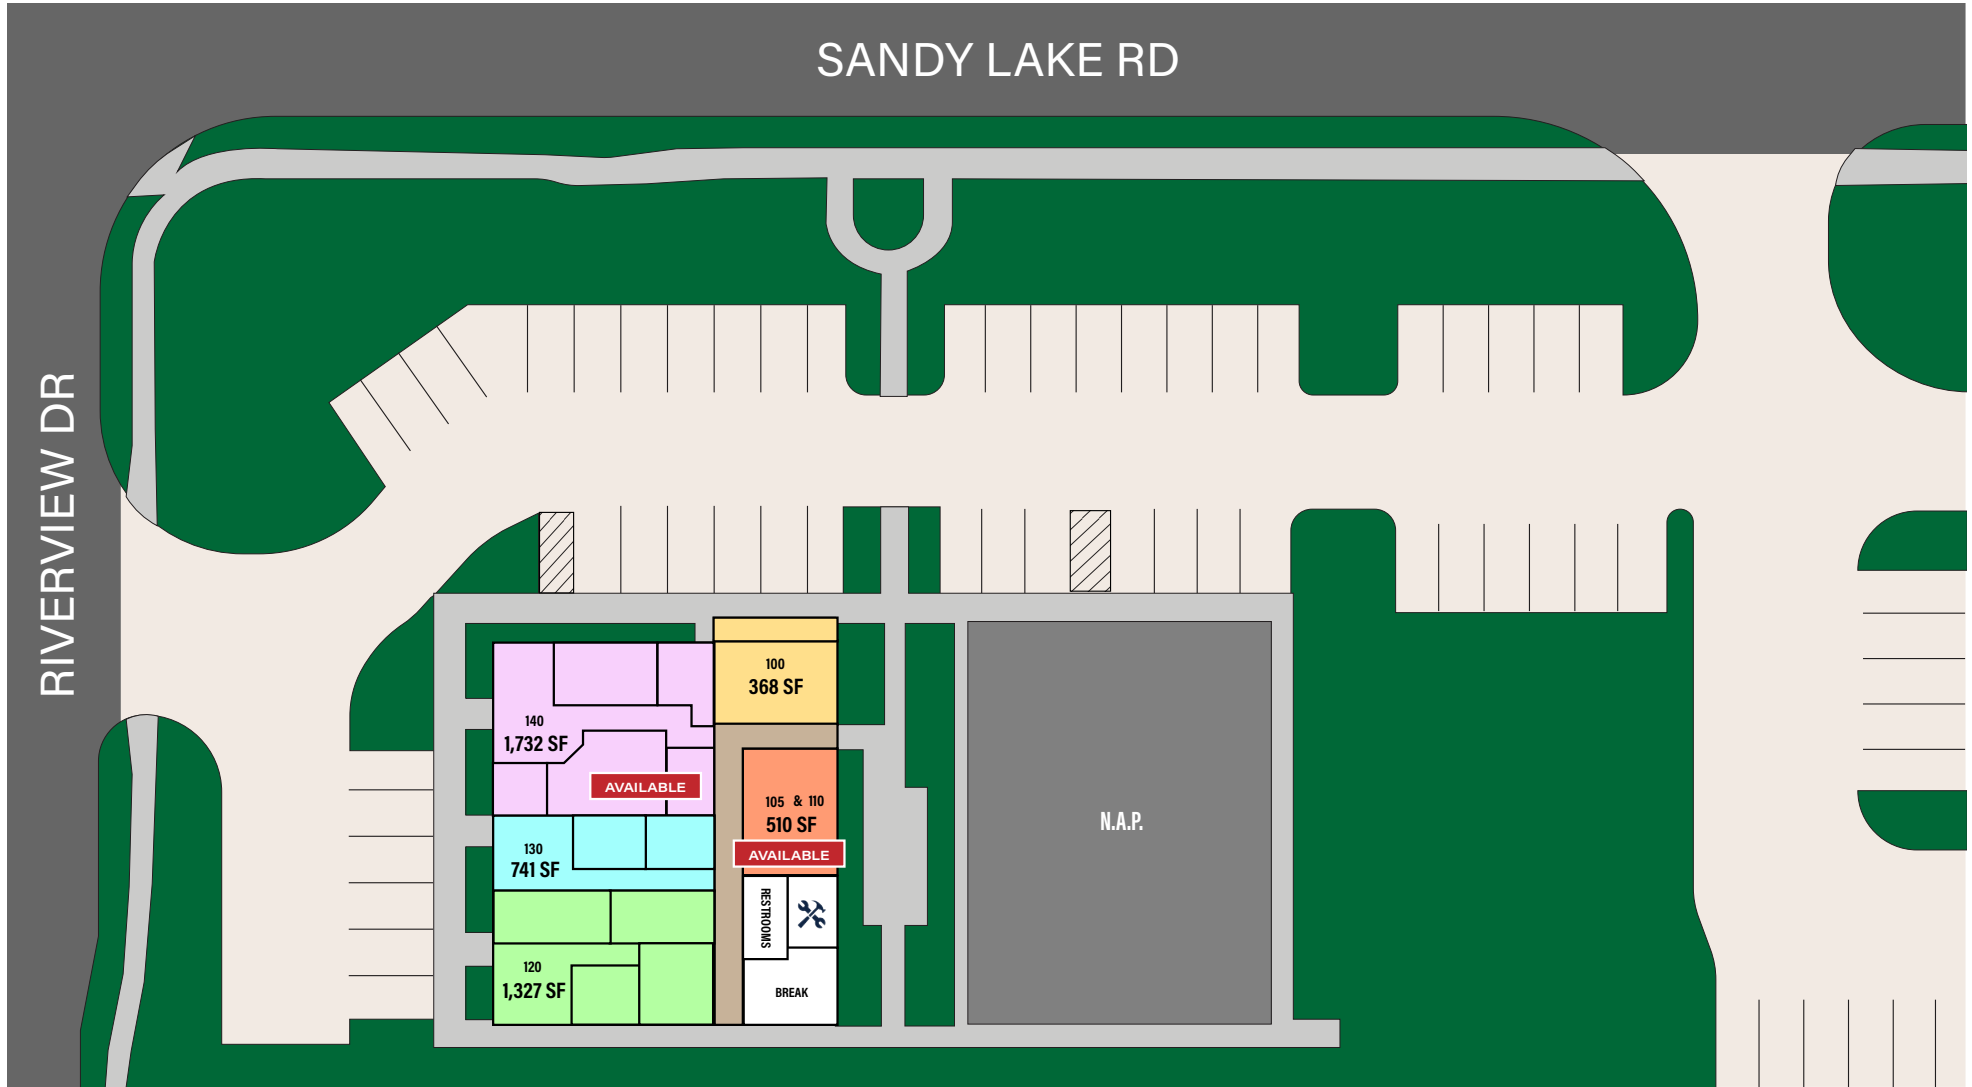 SANDY LAKE RD
RIVERVIEW DR
100
368 SF
140
1,732 SF
AVAILABLE
105 & 110
510 SF
AVAILABLE
N.A.P.
130
741 SF
RESTROOMS
120
1,327 SF
BREAK